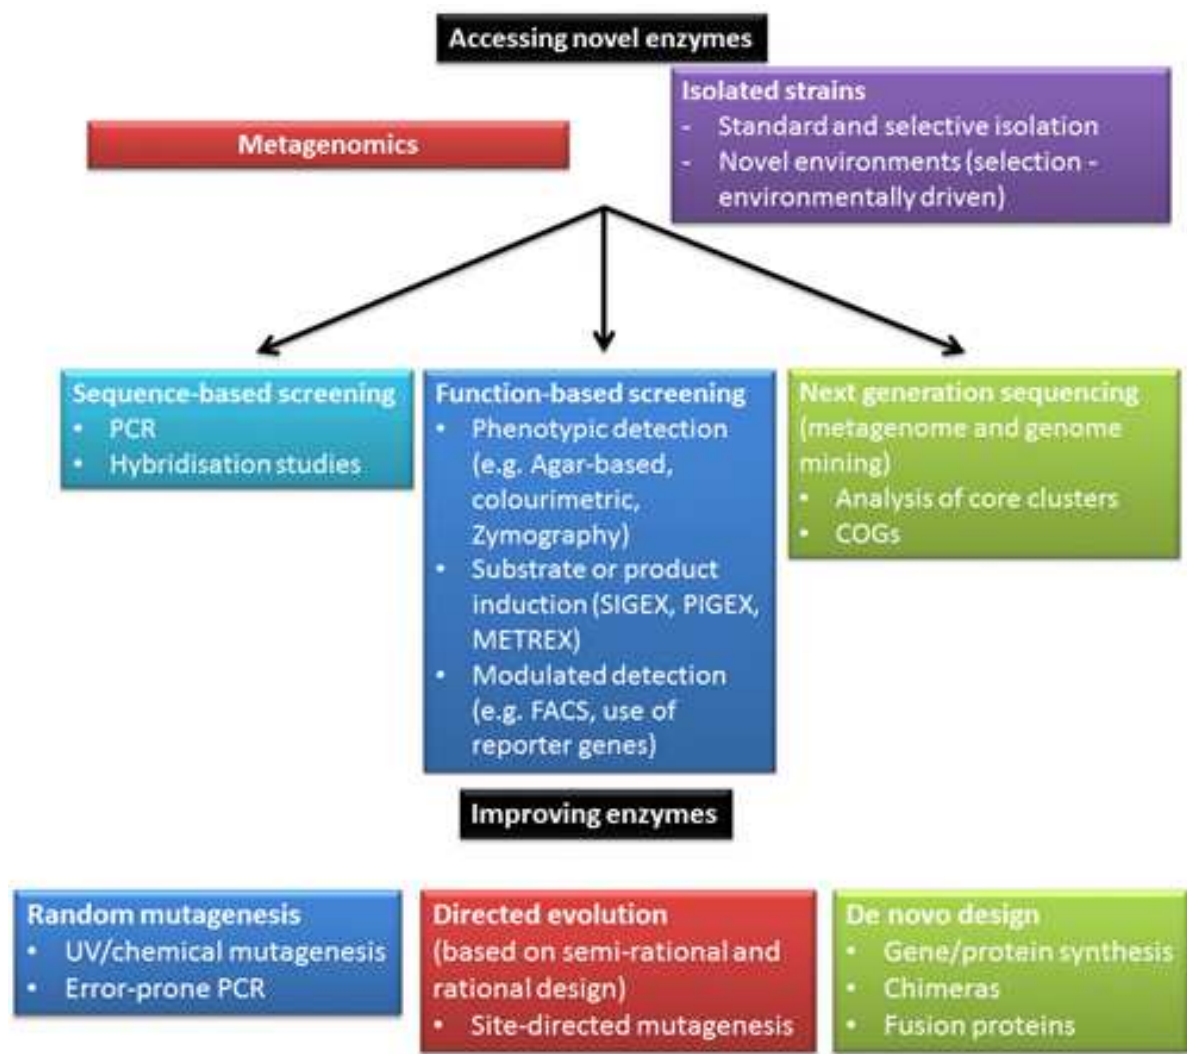 Accessing novel enzymes
Metagenomics
Isolated strains
- Standard and selective isolation
- Novel environments (selection -
environmentally driven)
Sequence-based screening
• PCR
• Hybridisation studies
Function-based screening
• Phenotypic detection
(e.g. Agar-based,
colourimetric,
Zymography)
• Substrate or product
induction (SIGEX, PIGEX,
METREX)
• Modulated detection
(e.g. FACS, use of
reporter genes)
Next generation sequencing
(metagenome and genome
mining)
• Analysis of core clusters
• COGs
Improving enzymes
Random mutagenesis
• UV/chemical mutagenesis
• Error-prone PCR
Directed evolution
(based on semi-rational and
rational design)
• Site-directed mutagenesis
De novo design
• Gene/protein synthesis
• Chimeras
• Fusion proteins